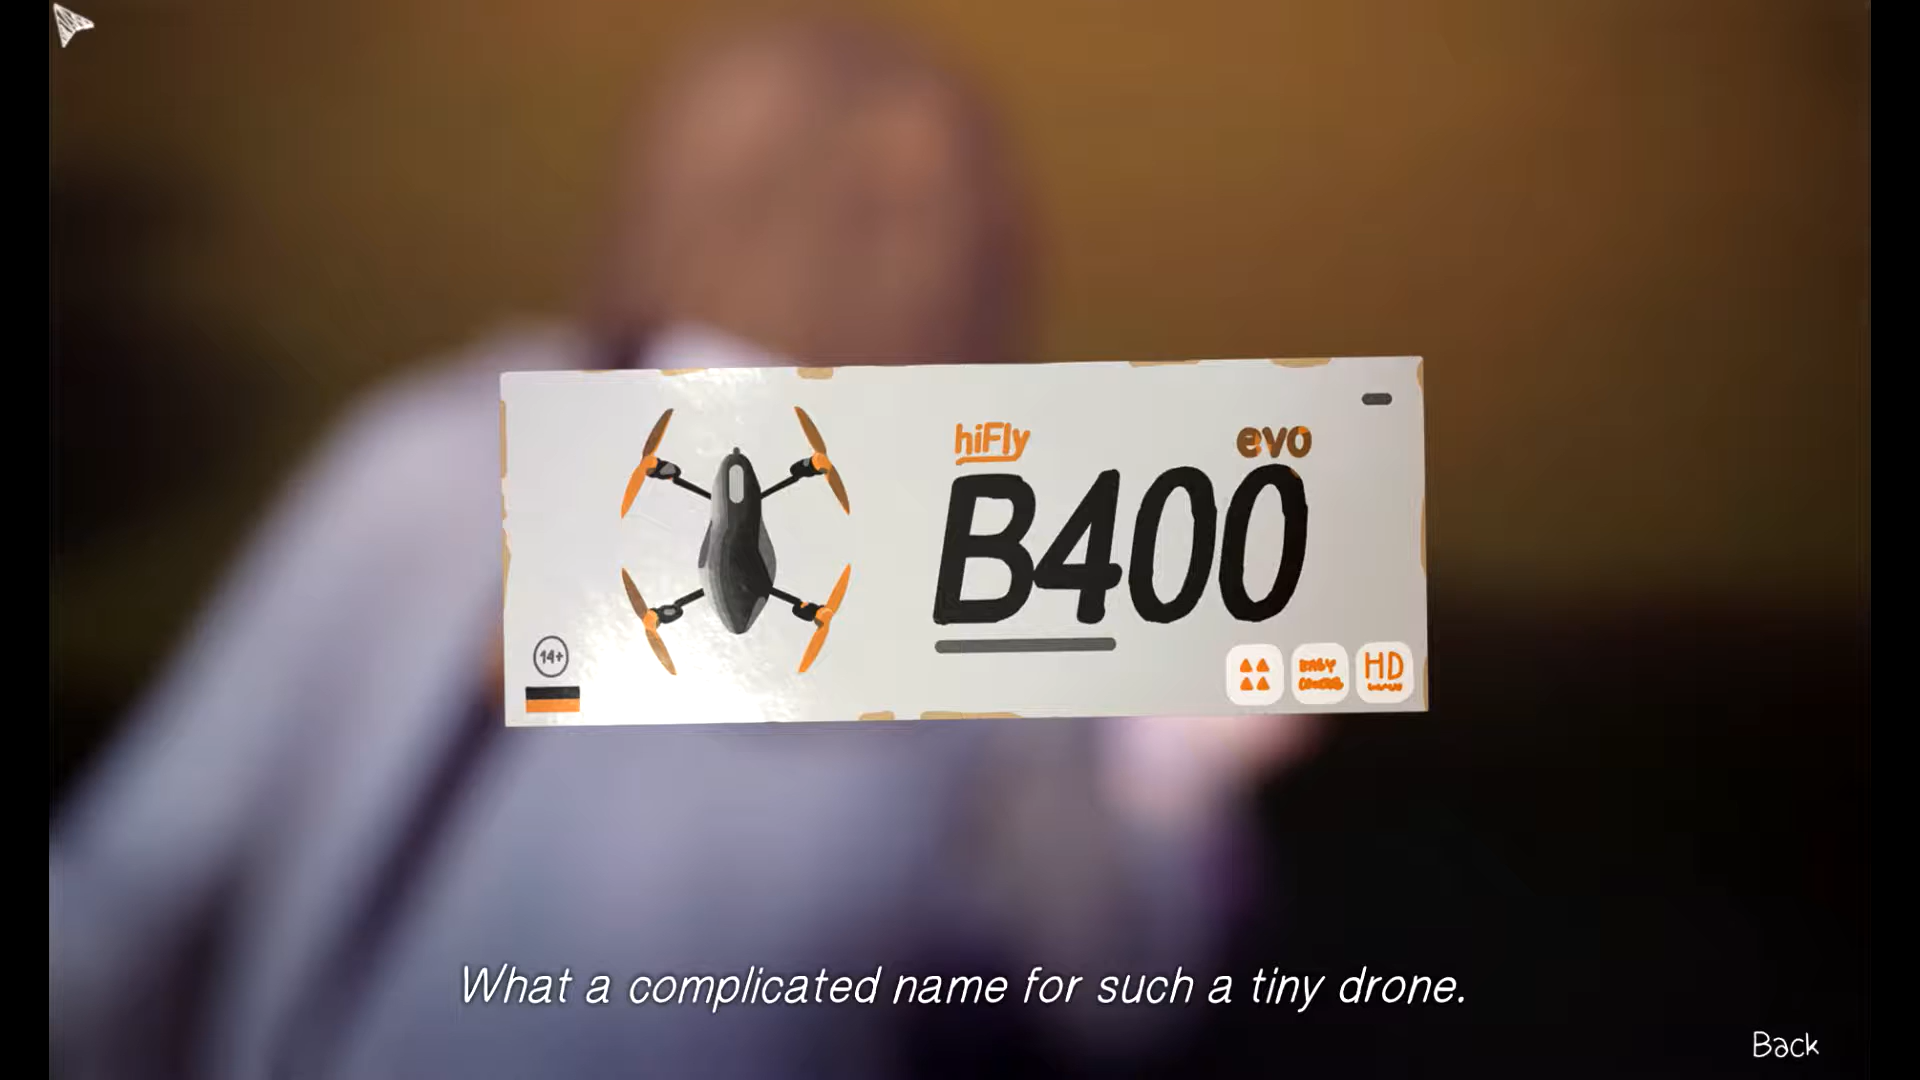 hiFly
evo
B400
14+
HD
What a complicated name for such a tiny drone.
Back